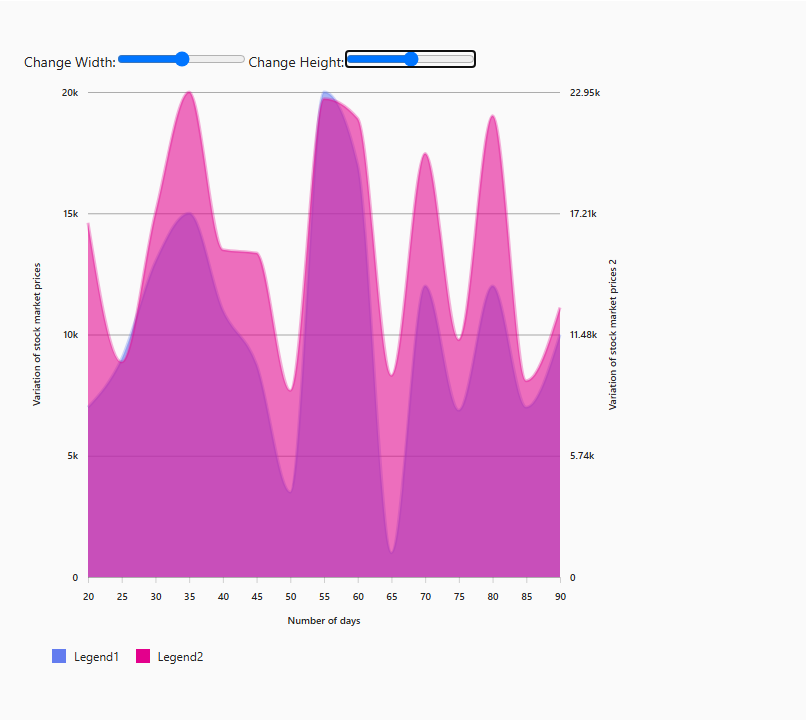 Change Width: Change Height:
20k 22.95k
15k 17.21k
Variation of stock market prices
Variation of stock market prices 2
10k 11.48k
5k 5.74k
0 0
20 25 30 35 40 45 50 55 60 65 70 75 80 85 90
Number of days
Legend1 Legend2